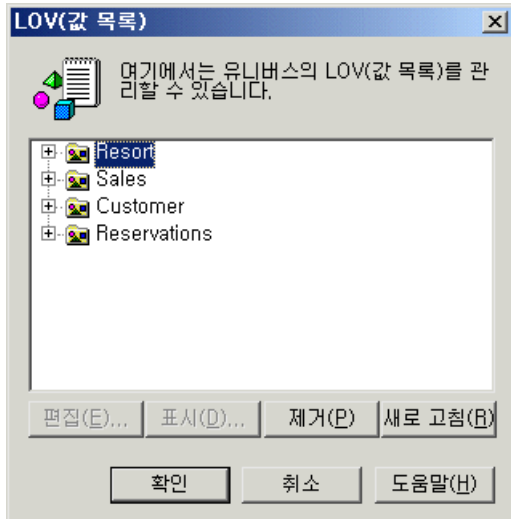 LOV(값 목록)
여기에서는 유니버스의 LOV(값 목록)를 관
리할 수 있습니다.
Resort
Sales
Customer
Reservations
편집(E)... 표시(D)... 제거(P) 새로 고침(R)
확인 취소 도움말(H)